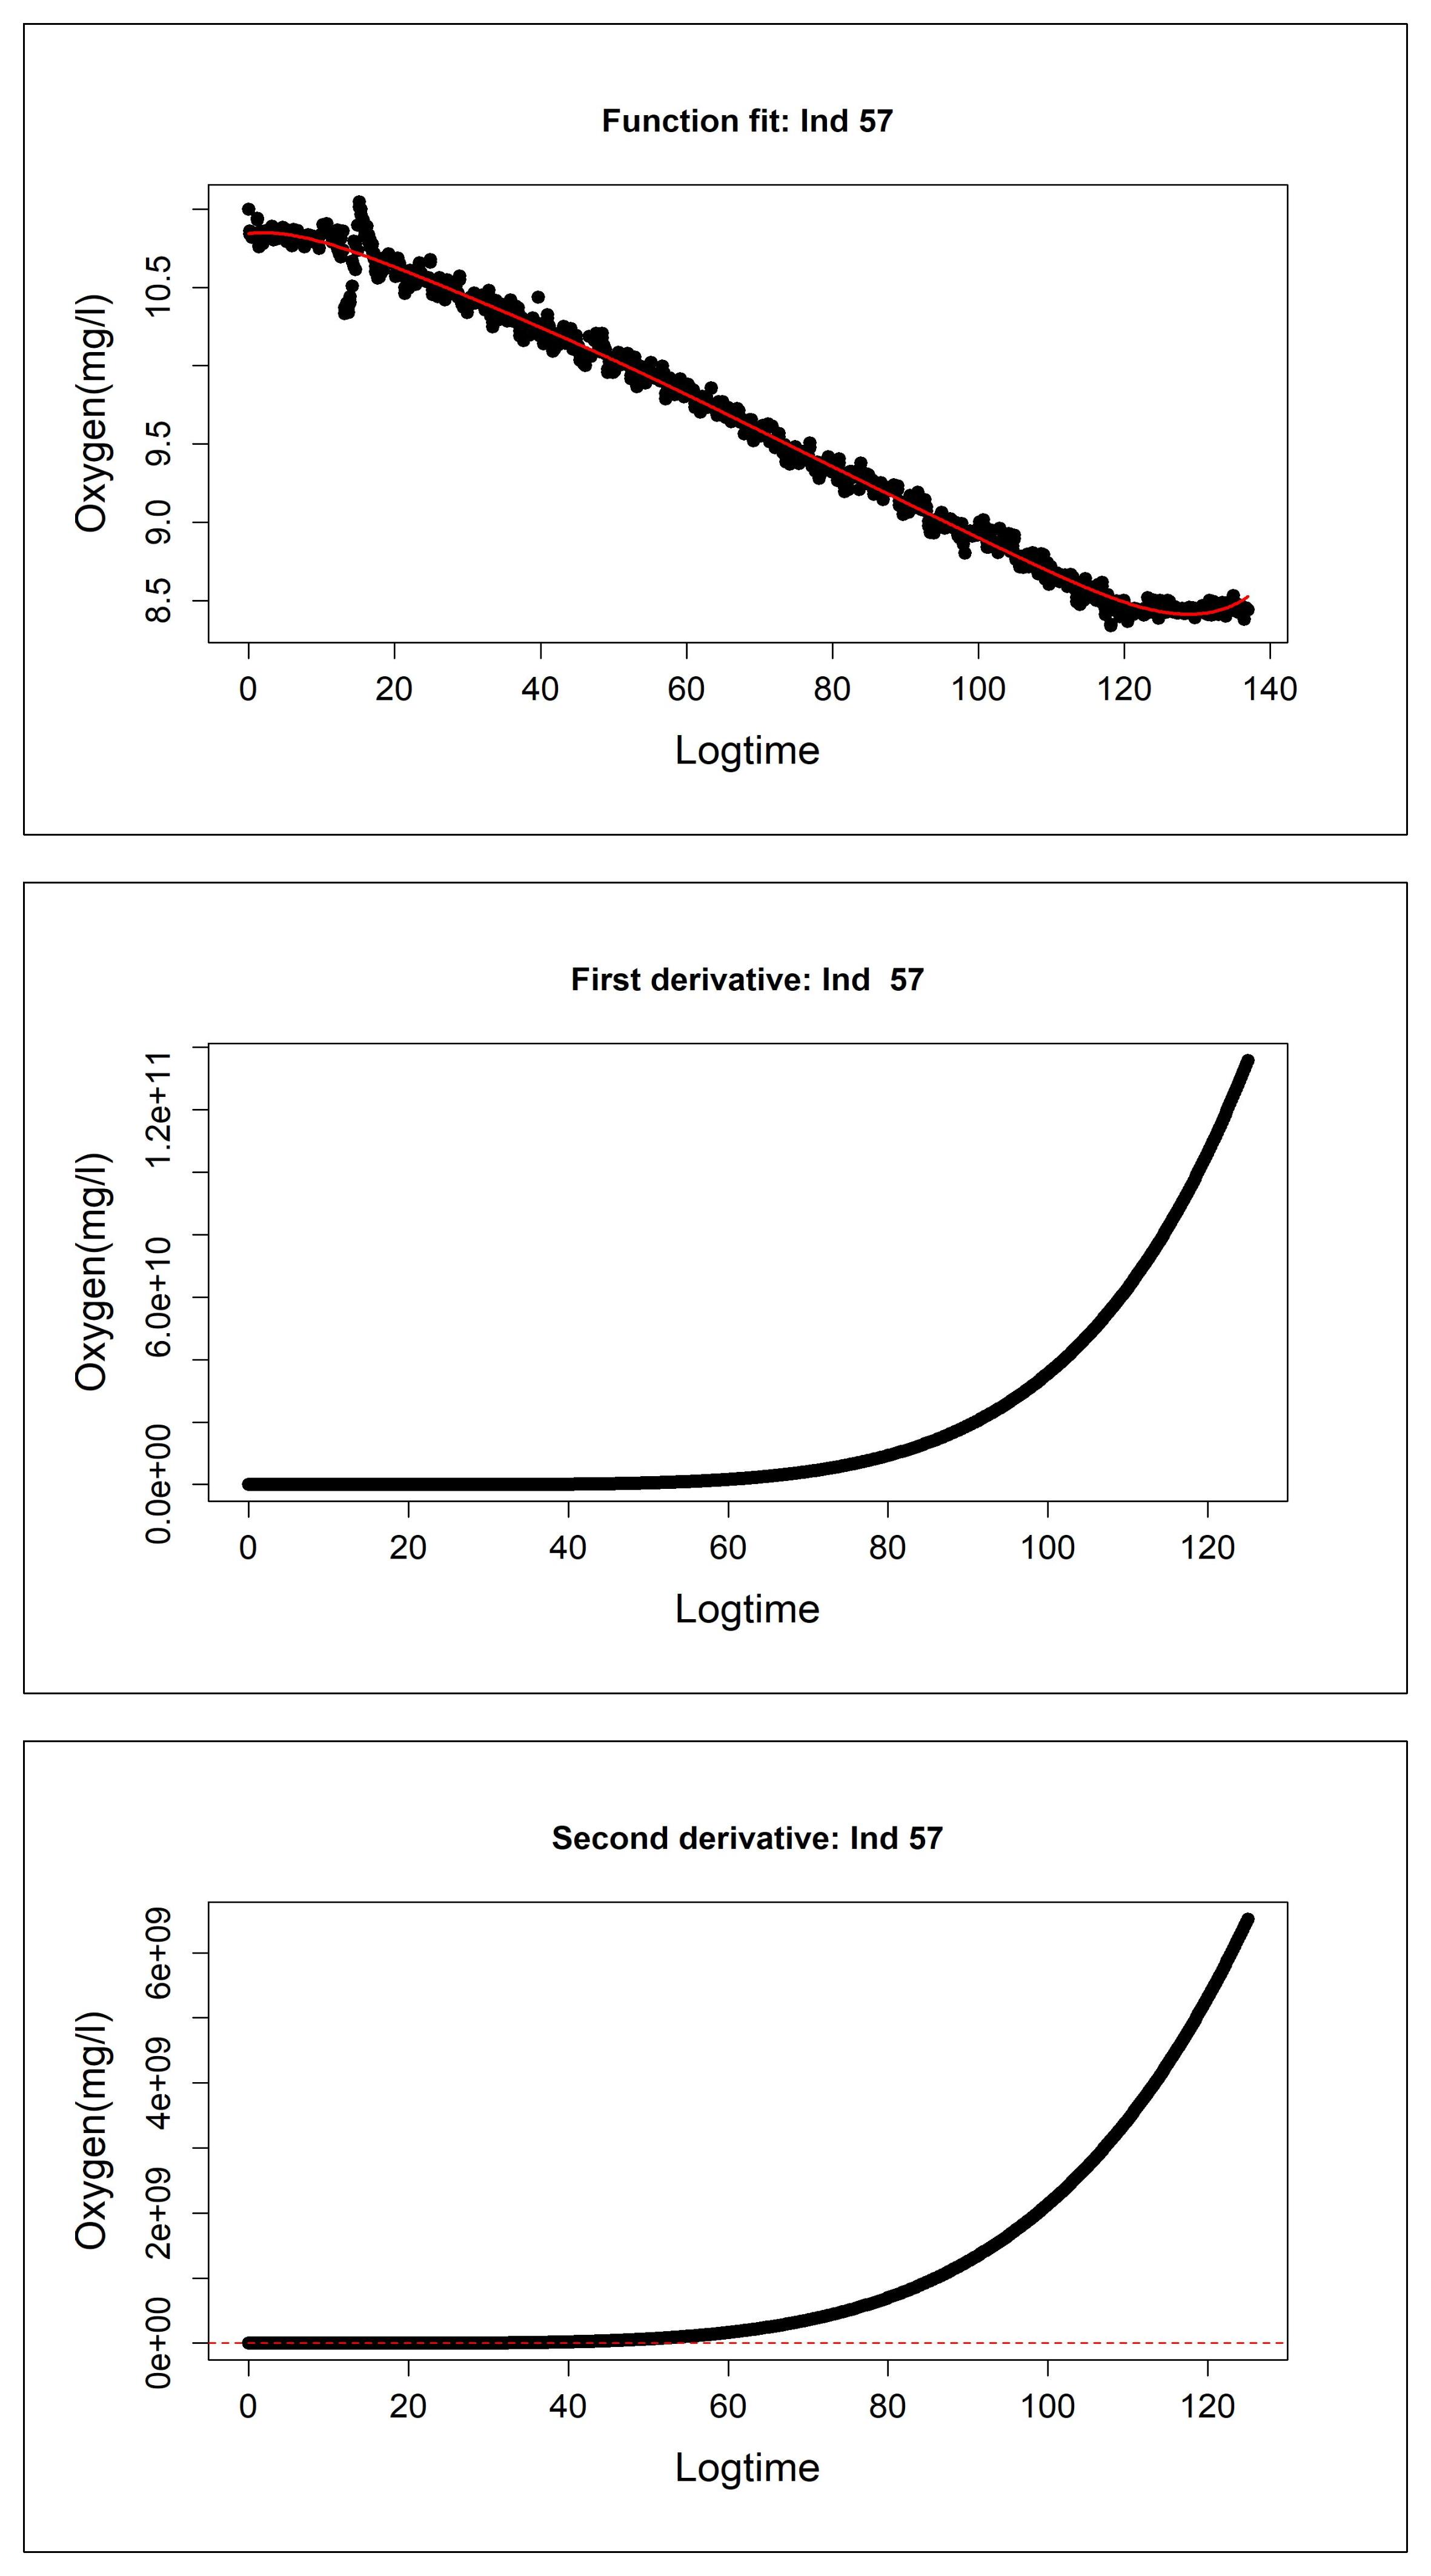 Function fit: Ind 57
Oxygen(mg/l)
10.5
9.5
9.0
8.5
0 20 40 60 80 100 120 140
Logtime
First derivative: Ind  57
Oxygen(mg/l)
1.2e+11
6.0e+10
0.0e+00
0 20 40 60 80 100 120
Logtime
Second derivative: Ind 57
Oxygen(mg/l)
6e+09
4e+09
2e+09
0e+00
0 20 40 60 80 100 120
Logtime